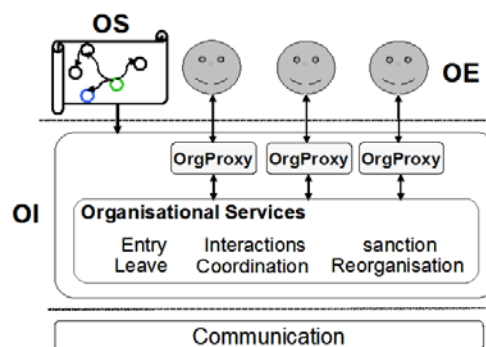 OS
OE
OrgProxy OrgProxy OrgProxy
OI
Organisational Services
Entry Interactions sanction
Leave Coordination Reorganisation
Communication